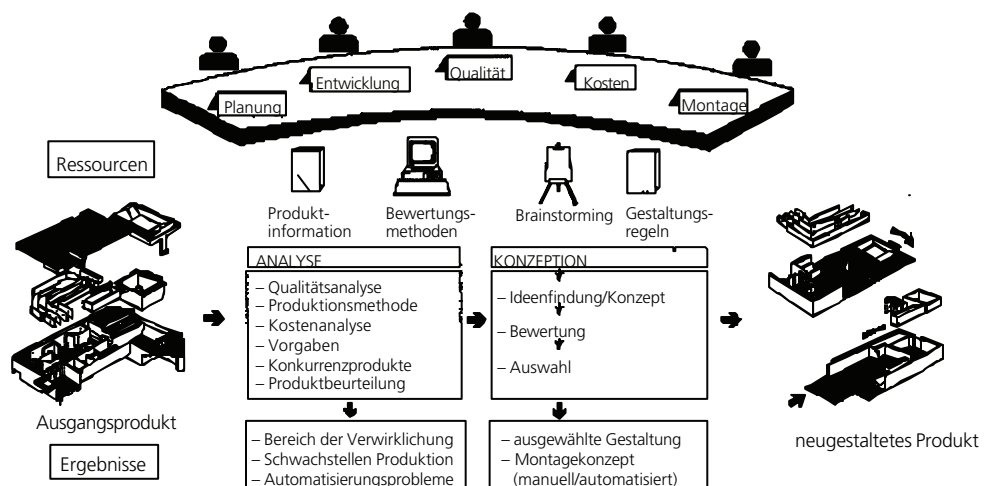 Planung
Entwicklung
Qualität
Kosten
Montage
Ressourcen
Produkt-
information
Bewertungs-
methoden
Brainstorming
Gestaltungs-
regeln
ANALYSE
– Qualitätsanalyse
– Produktionsmethode
– Kostenanalyse
– Vorgaben
– Konkurrenzprodukte
– Produktbeurteilung
KONZEPTION
– Ideenfindung/Konzept
– Bewertung
– Auswahl
Ausgangsprodukt
neugestaltetes Produkt
Ergebnisse
– Bereich der Verwirklichung
– Schwachstellen Produktion
– Automatisierungsprobleme
– ausgewählte Gestaltung
– Montagekonzept
(manuell/automatisiert)